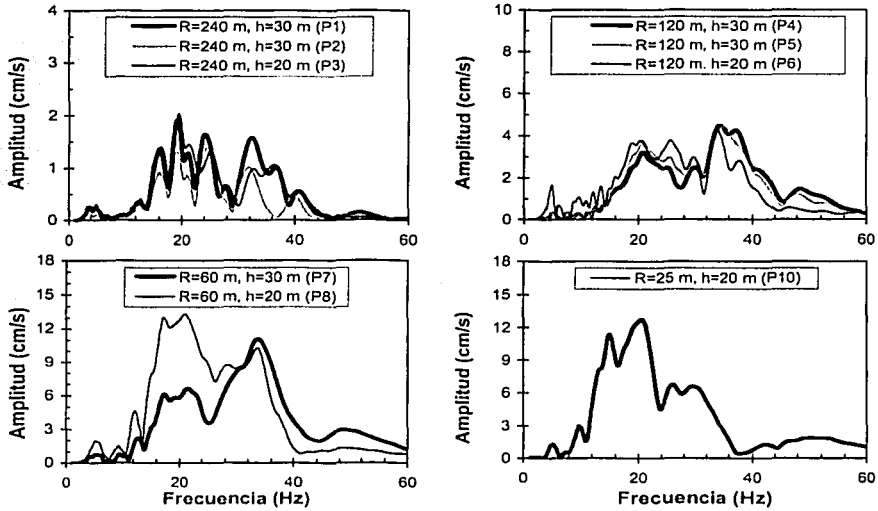 R=240 m, h=30 m (P1)
R=240 m, h=30 m (P2)
R=240 m, h=20 m (P3)
Amplitud (cm/s)
4
3
2
1
0
0 20 40 60
R=120 m, h=30 m (P4)
R=120 m, h=30 m (P5)
R=120 m. h=20 m (P6)
Amplitud (cm/s)
10
8
6
4
2
0
0 20 40 60
R=60 m, h=30 m (P7)
R=60 m, h=20 m (P8)
Amplitud (cm/s)
18
15
12
9
6
3
0
0 20 40 60
Frecuencia (Hz)
R=25 m, h=20 m (P10)
Amplitud (cm/s)
18
15
12
9
6
3
0
0 20 40 60
Frecuencia (Hz)